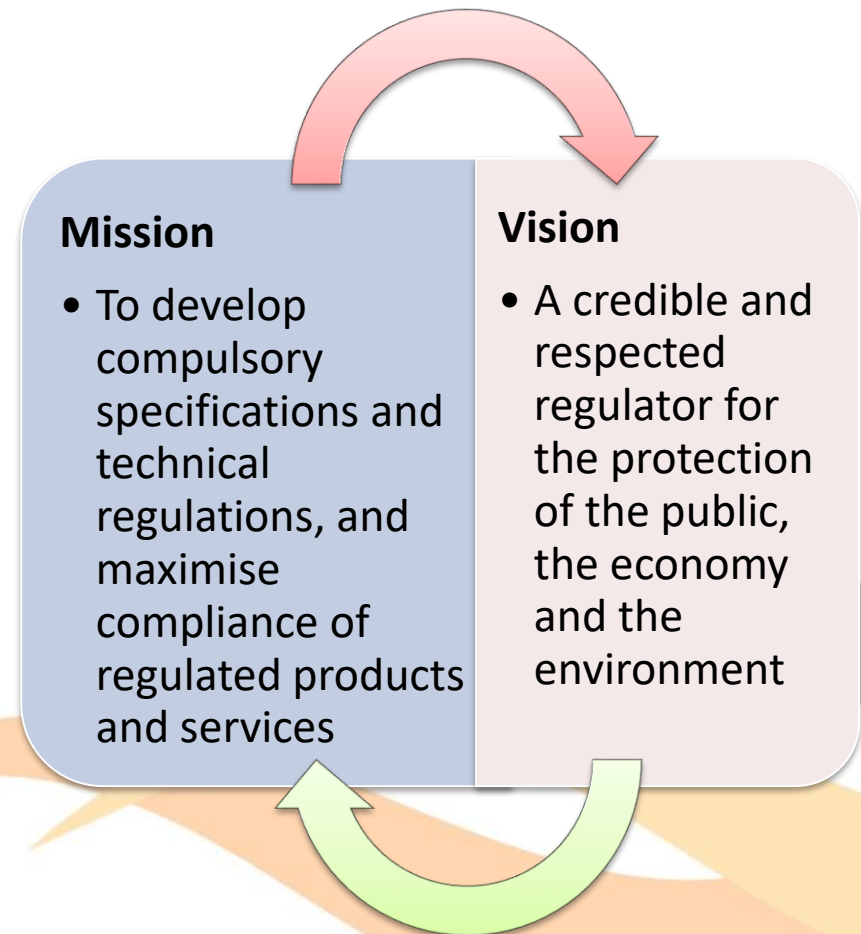 Mission
• To develop
compulsory
specifications and
technical
regulations, and
maximise
compliance of
regulated products
and services
Vision
• A credible and
respected
regulator for
the protection
of the public,
the economy
and the
environment